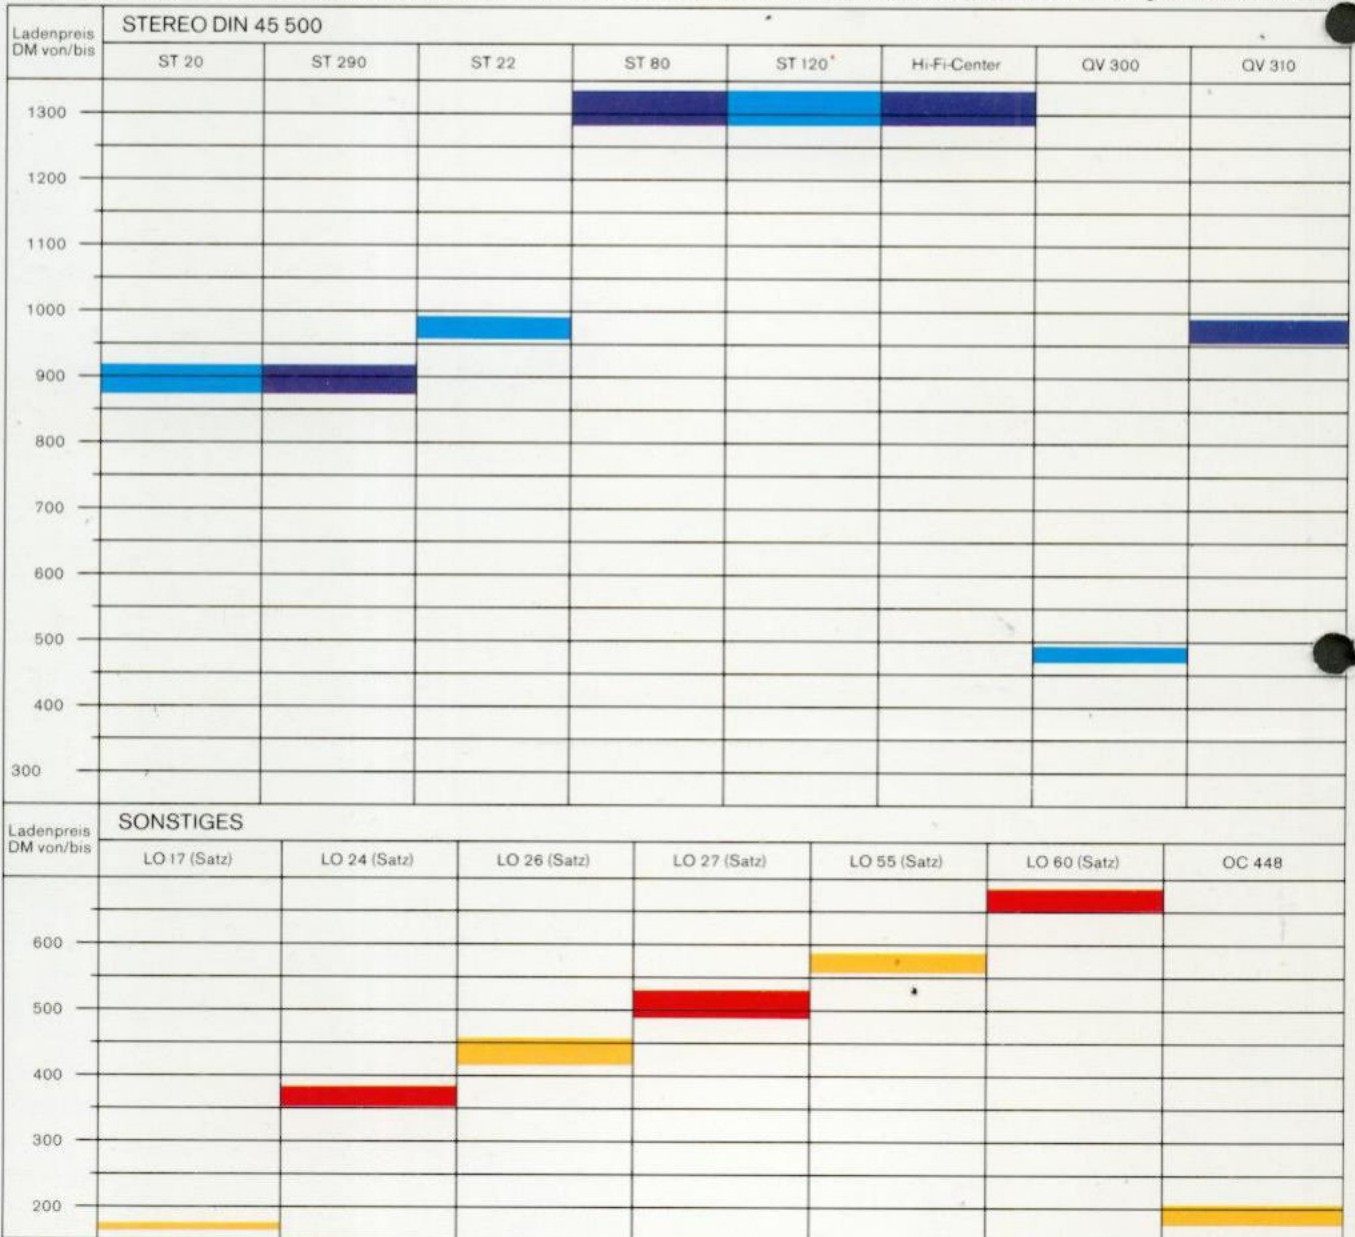 Ladenpreis
DM von/bis
STEREO DIN 45 500
ST 20 ST 290 ST 22 ST 80 ST 120* Hi-Fi-Center QV 300 QV 310
1300
1200
1100
1000
900
800
700
600
500
400
300
Ladenpreis
DM von/bis
SONSTIGES
LO 17 (Satz) LO 24 (Satz) LO 26 (Satz) LO 27 (Satz) LO 55 (Satz) LO 60 (Satz) OC 448
600
500
400
300
200